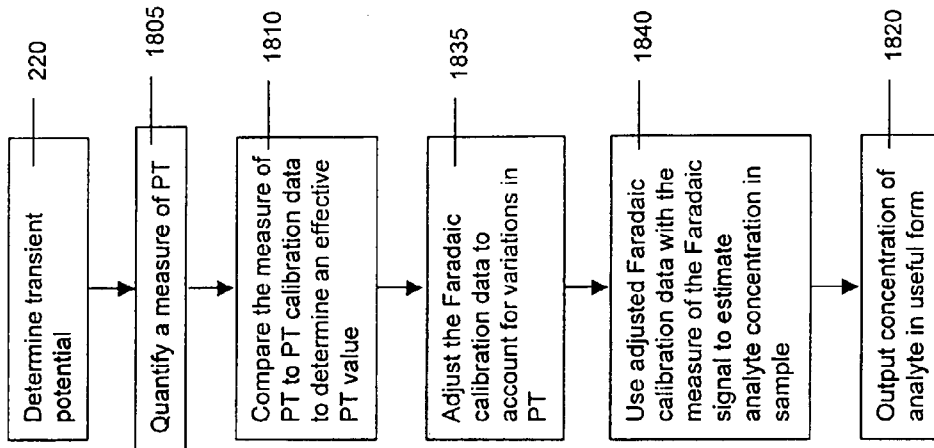 Determine transient
potential
220
Quantify a measure of PT
1805
Compare the measure of
PT to PT calibration data
to determine an effective
PT value
1810
Adjust the Faradaic
calibration data to
account for variations in
PT
1835
Use adjusted Faradaic
calibration data with the
measure of the Faradaic
signal to estimate
analyte concentration in
sample
1840
Output concentration of
analyte in useful form
1820